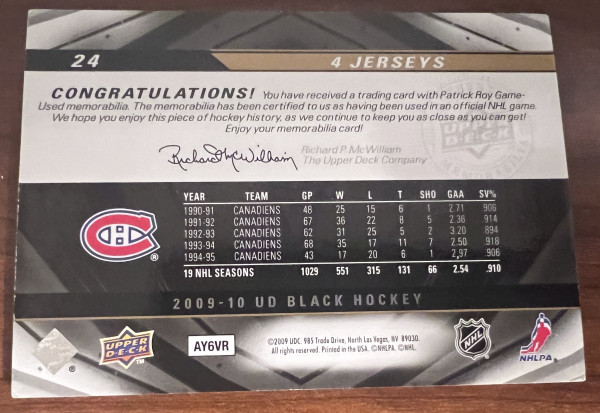 24 4 JERSEYS
CONGRATULATIONS! You have received a trading card with Patrick Roy Game-
Used memorabilia. The memorabilia has been certified to us as having been used in an official NHL game.
We hope you enjoy this piece of hockey history, as we continue to keep you as close as you can get!
Enjoy your memorabilia card!
UPPER DECK
Richard P. McWilliam
Richard P. McWilliam
The Upper Deck Company
YEAR TEAM GP W L T SHO GAA SV%
1990-91 CANADIENS 48 25 15 6 1 2.71 .906
1991-92 CANADIENS 67 36 22 8 5 2.36 .914
1992-93 CANADIENS 62 31 25 5 2 3.20 .894
1993-94 CANADIENS 68 35 17 11 7 2.50 .918
1994-95 CANADIENS 43 17 20 6 1 2.97 .906
19 NHL SEASONS 1029 551 315 131 66 2.54 .910
®
2009-10 UD BLACK HOCKEY
®
UPPER DECK
TM
AY6VR
©2009 UDC. 985 Trade Drive, North Las Vegas, NV 89030.
All rights reserved. Printed in the USA. ©NHLPA. ©NHL.
NHL
®
NHLPA